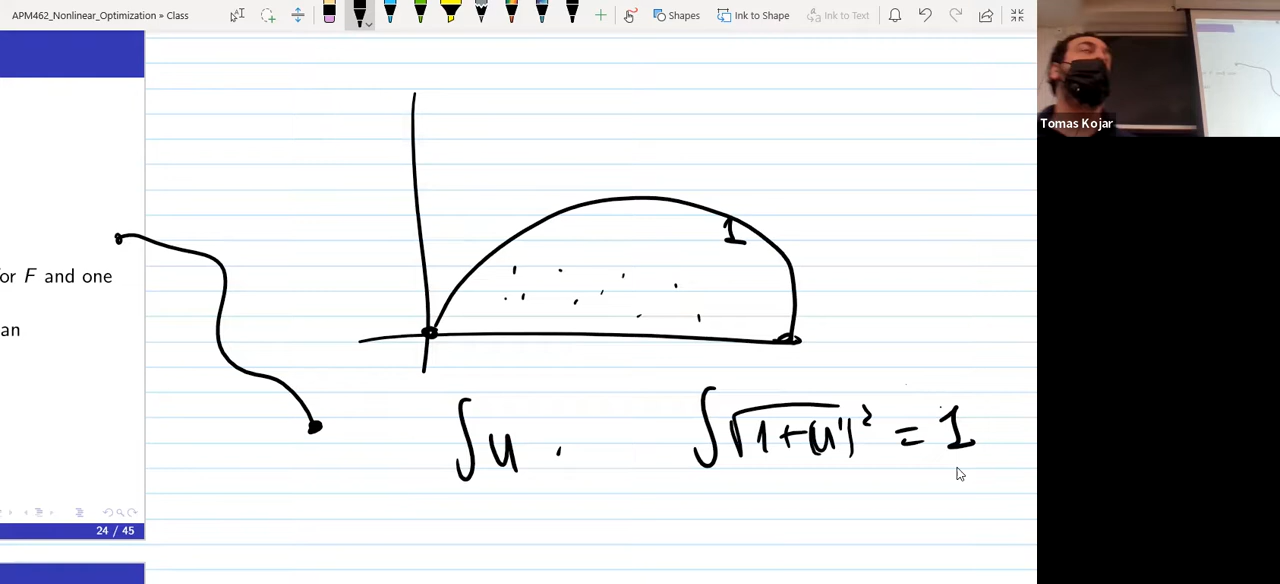 APM462_Nonlinear_Optimization » Class
Shapes
Ink to Shape
Ink to Text
Tomas Kojar
or F and one
an
1
∫u . ∫√1+(u')² = 1
24 / 45